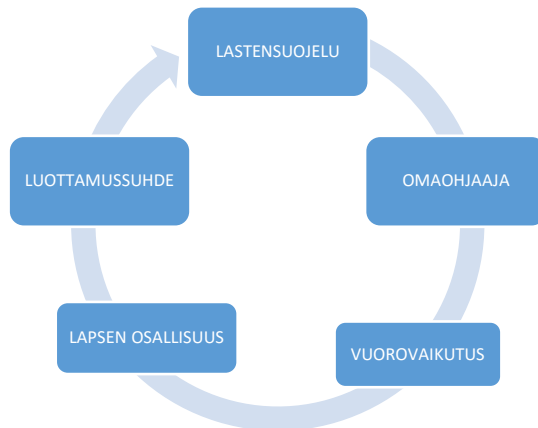 LASTENSUOJELU
OMAOHJAAJA
VUOROVAIKUTUS
LAPSEN OSALLISUUS
LUOTTAMUSSUHDE